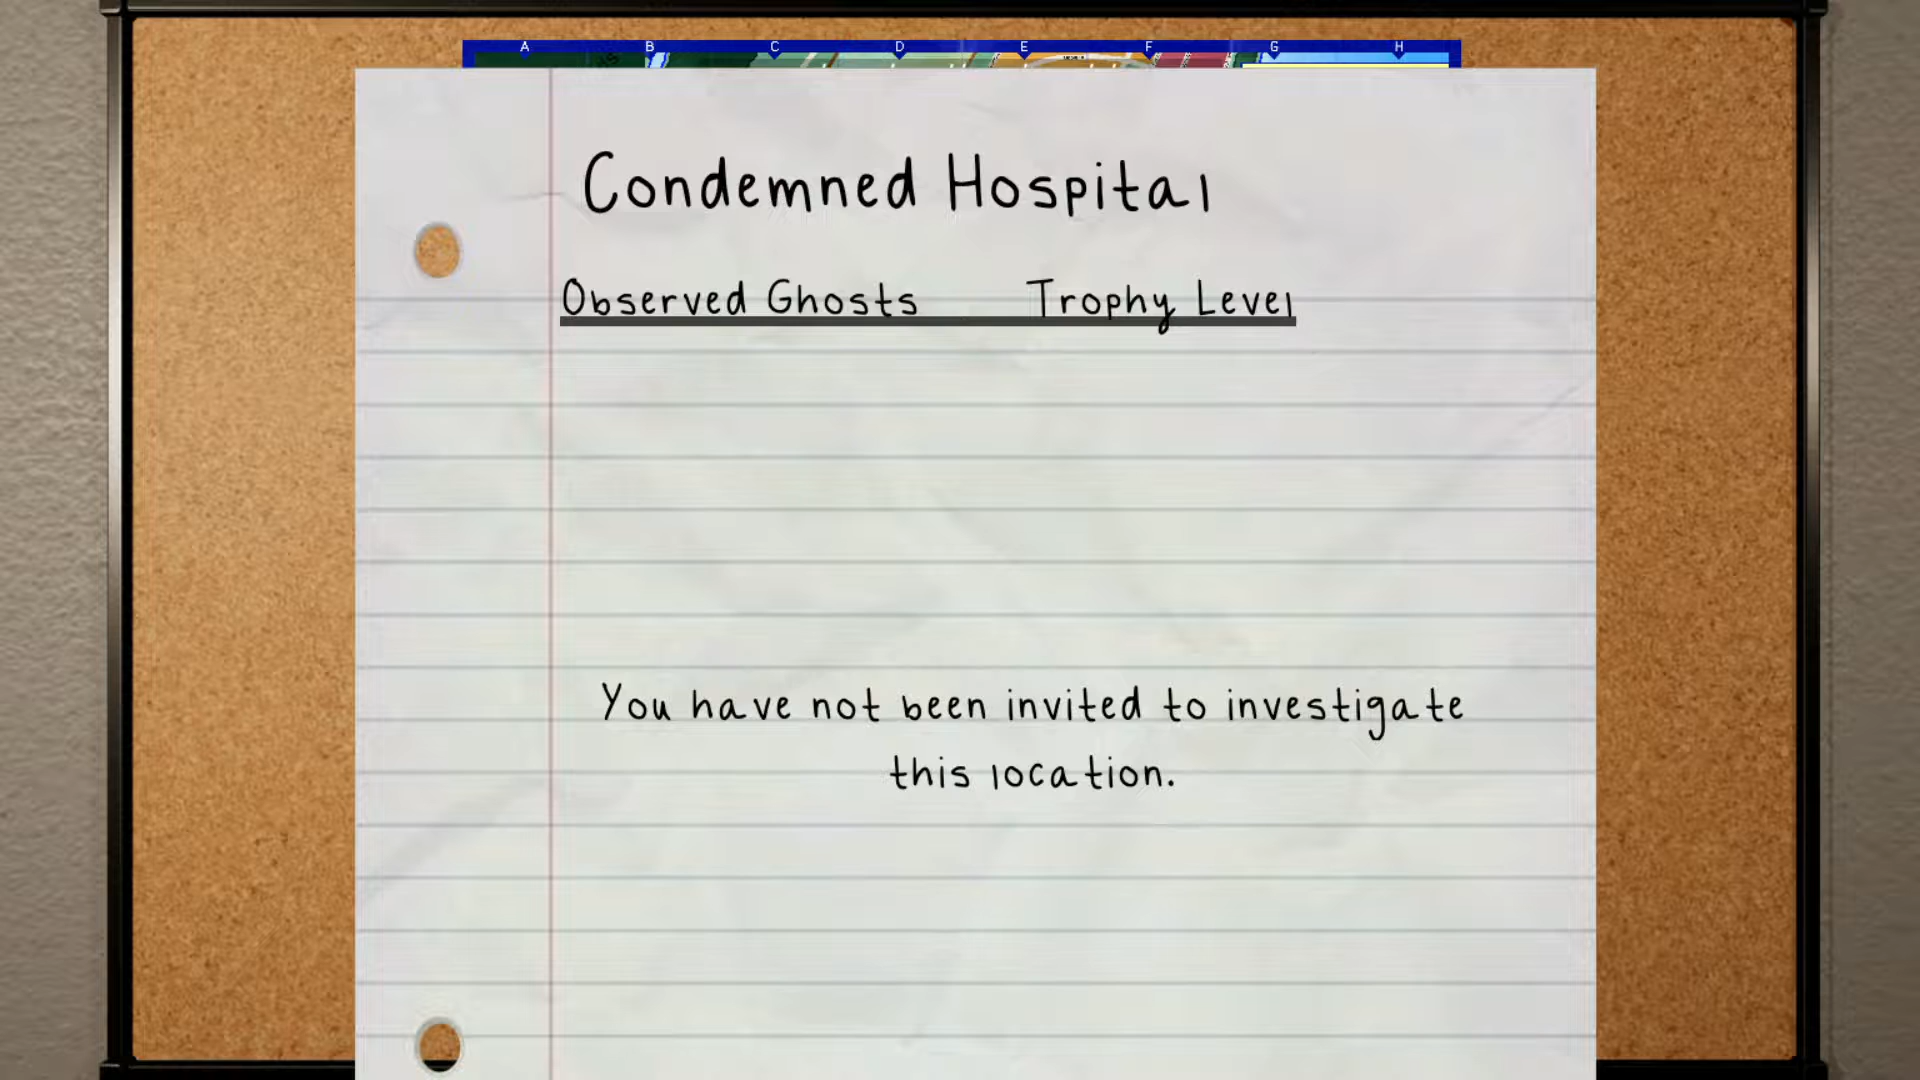 A B C D E F G H
Condemned Hospital
Observed Ghosts Trophy Level
You have not been invited to investigate
this location.